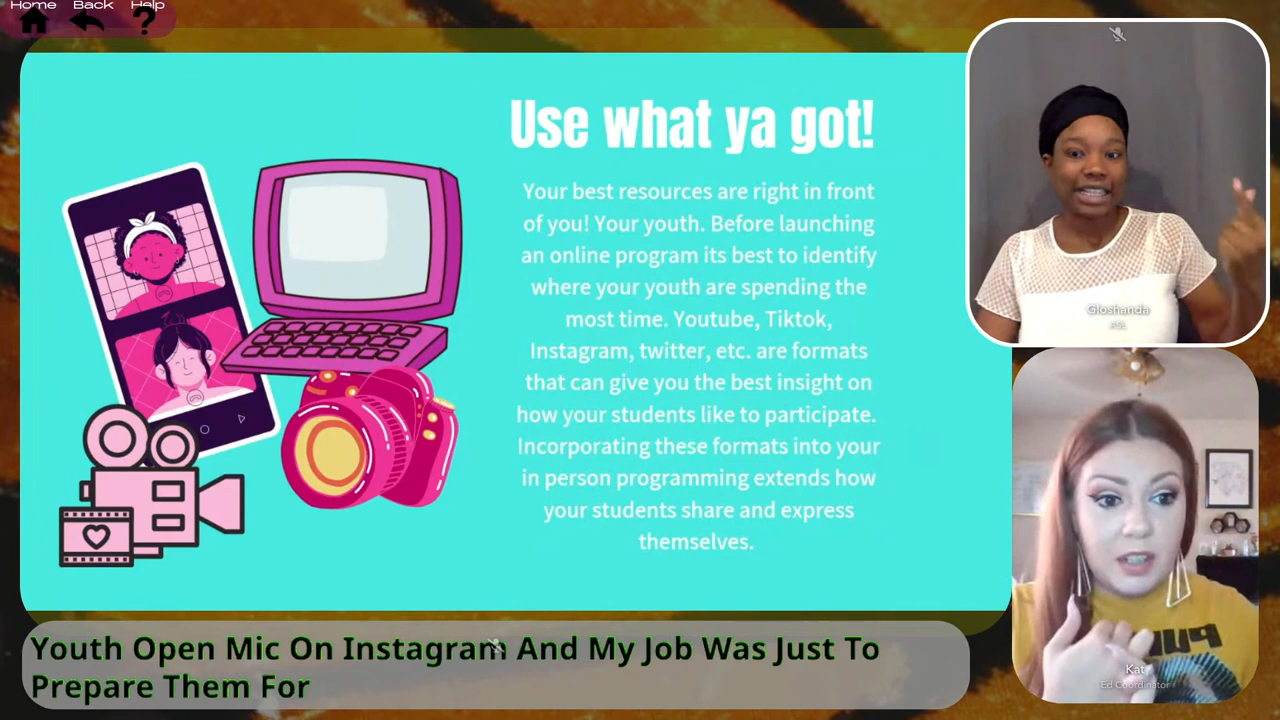 Home Back Help
?
Use what ya got!
Your best resources are right in front
of you! Your youth. Before launching
an online program its best to identify
where your youth are spending the
most time. Youtube, Tiktok,
Instagram, twitter, etc. are formats
that can give you the best insight on
how your students like to participate.
Incorporating these formats into your
in person programming extends how
your students share and express
themselves.
Gloshanda
ASL
Kat
Ed Coordinator
Youth Open Mic On Instagram And My Job Was Just To
Prepare Them For